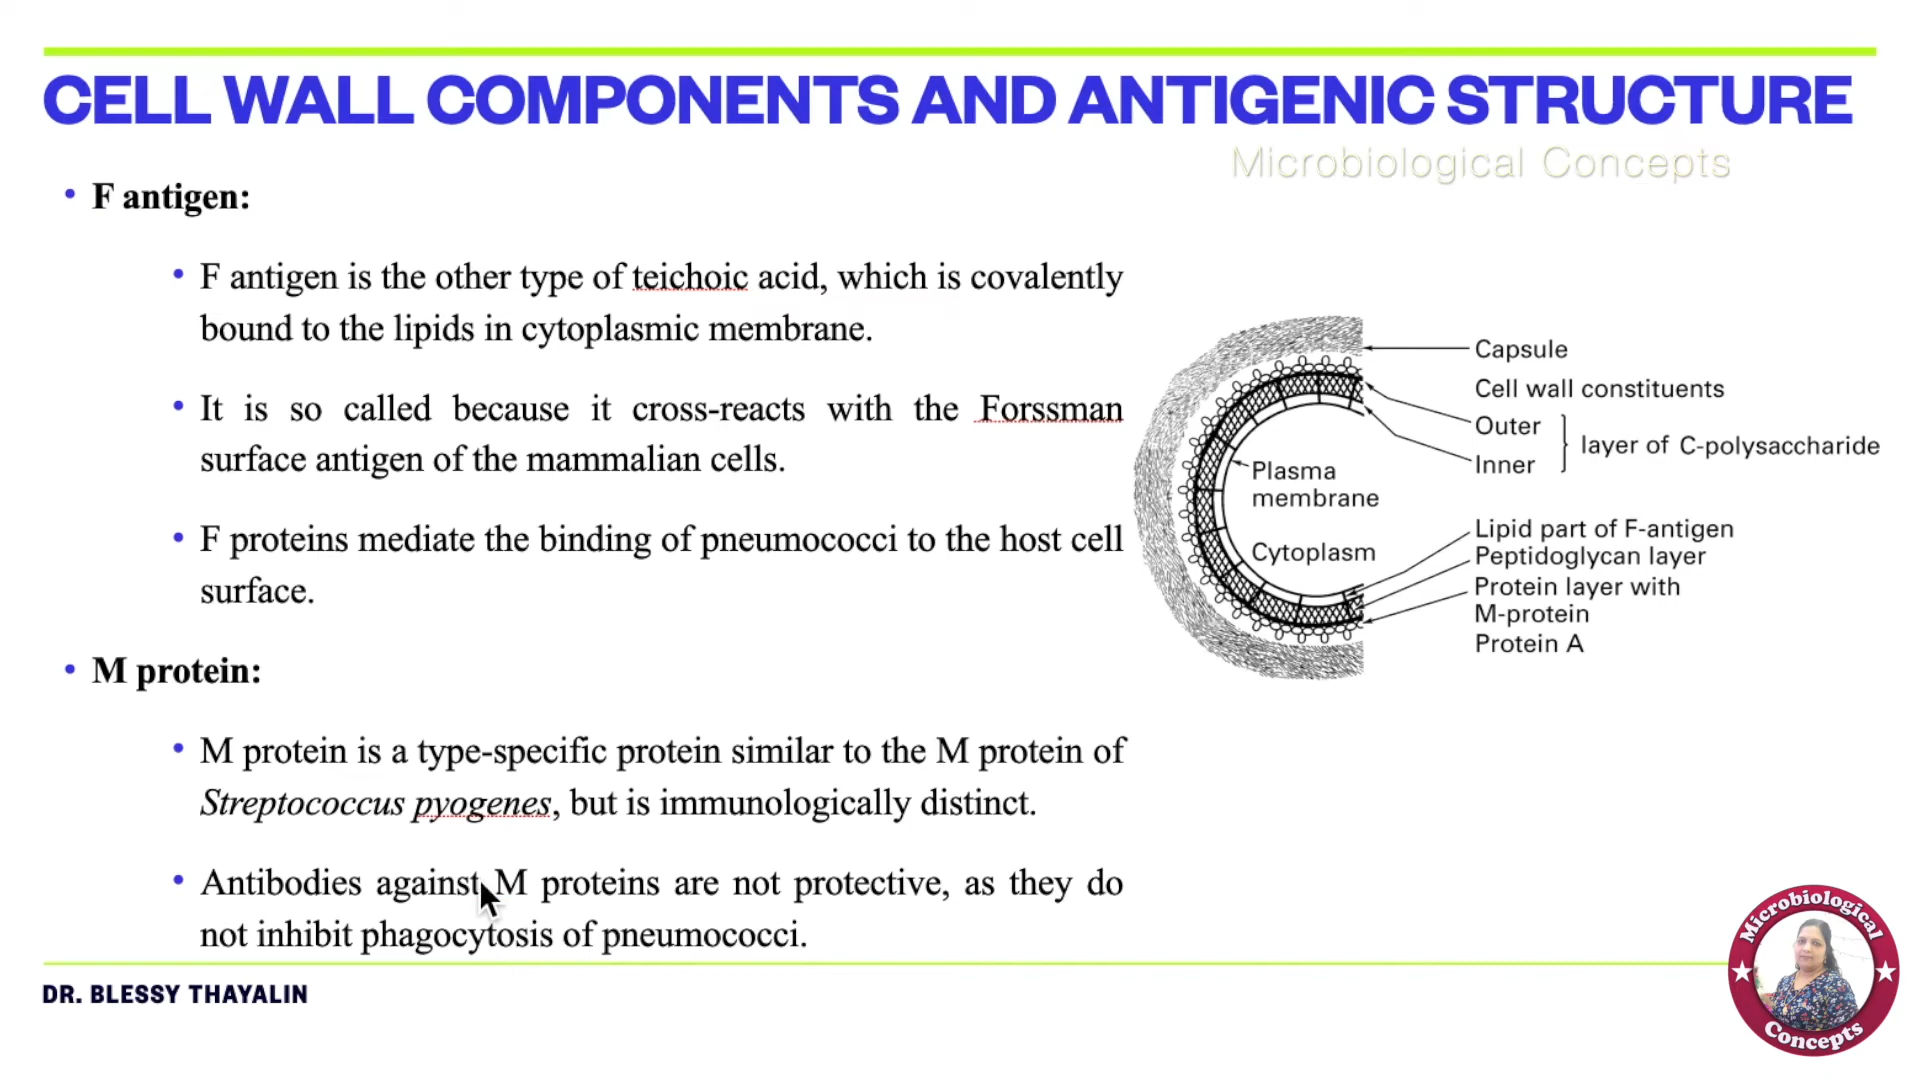 CELL WALL COMPONENTS AND ANTIGENIC STRUCTURE
Microbiological Concepts
• F antigen:
• F antigen is the other type of teichoic acid, which is covalently
bound to the lipids in cytoplasmic membrane.
• It is so called because it cross-reacts with the Forssman
surface antigen of the mammalian cells.
• F proteins mediate the binding of pneumococci to the host cell
surface.
• M protein:
• M protein is a type-specific protein similar to the M protein of
Streptococcus pyogenes, but is immunologically distinct.
• Antibodies against M proteins are not protective, as they do
not inhibit phagocytosis of pneumococci.
Capsule
Cell wall constituents
Outer
Inner
layer of C-polysaccharide
Plasma
membrane
Cytoplasm
Lipid part of F-antigen
Peptidoglycan layer
Protein layer with
M-protein
Protein A
DR. BLESSY THAYALIN
Microbiological
Concepts